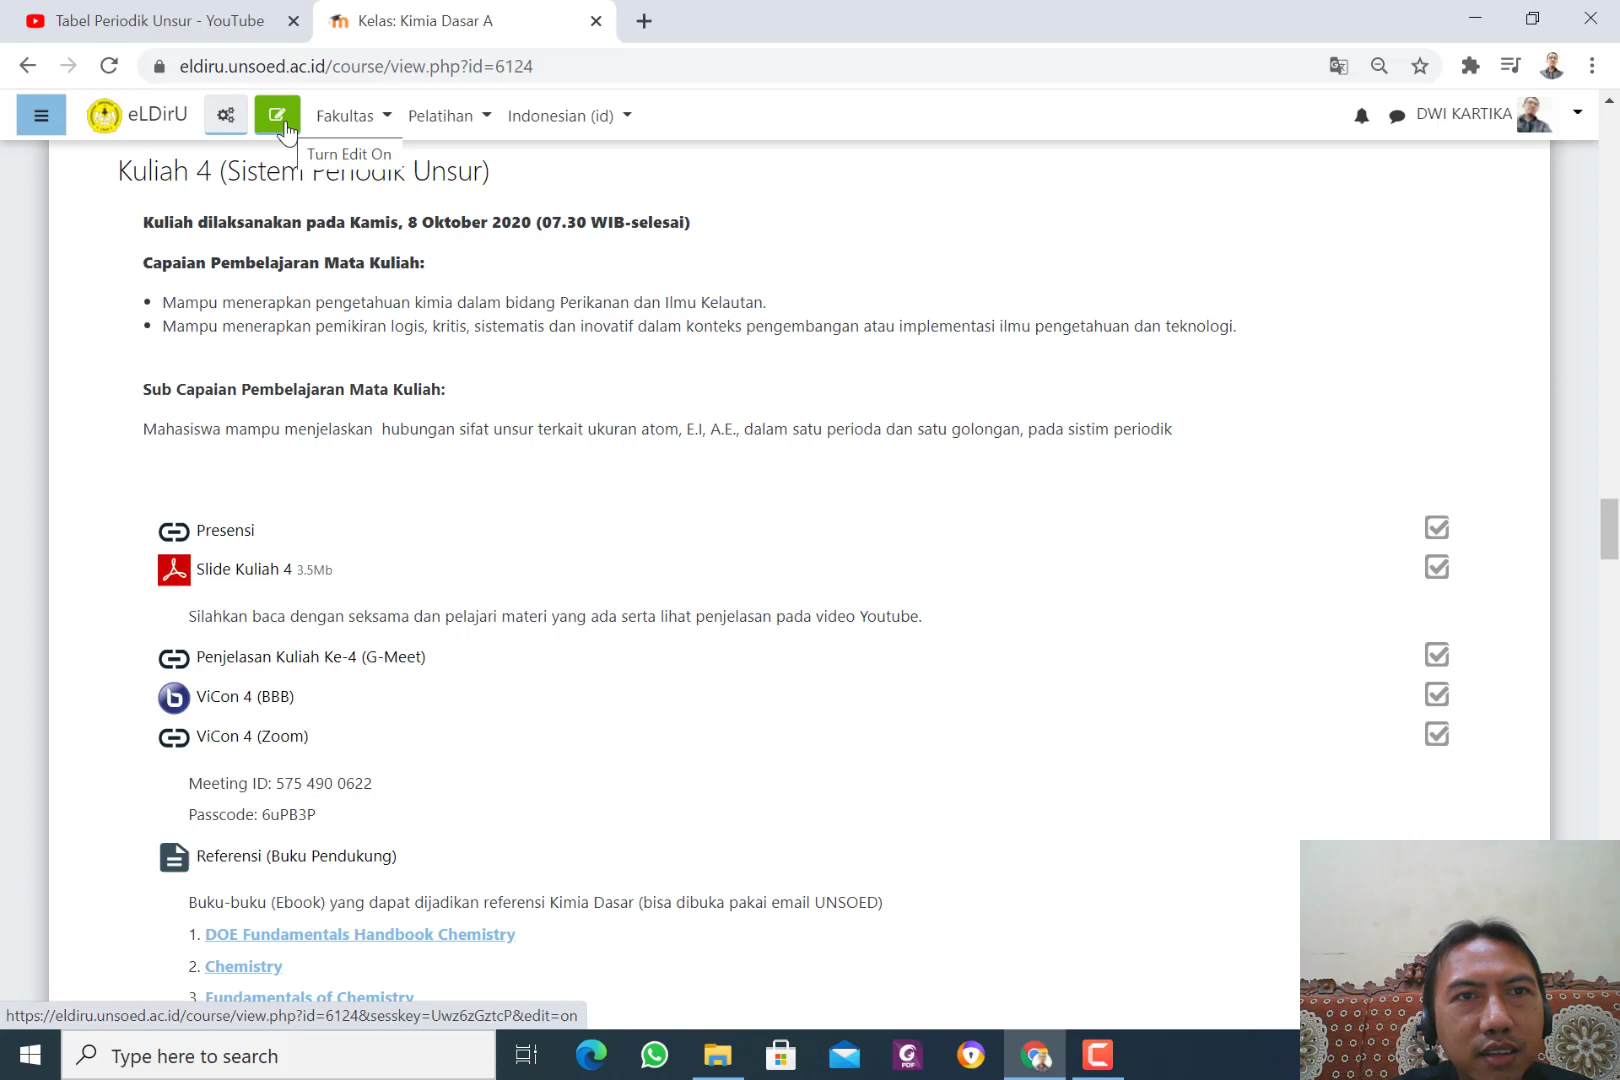 Tabel Periodik Unsur - YouTube
Kelas: Kimia Dasar A
eldiru.unsoed.ac.id/course/view.php?id=6124
eLDirU
Fakultas
Pelatihan
Indonesian (id)
DWI KARTIKA
Turn Edit On
Kuliah 4 (Sistem Periodik Unsur)
Kuliah dilaksanakan pada Kamis, 8 Oktober 2020 (07.30 WIB-selesai)
Capaian Pembelajaran Mata Kuliah:
Mampu menerapkan pengetahuan kimia dalam bidang Perikanan dan Ilmu Kelautan.
Mampu menerapkan pemikiran logis, kritis, sistematis dan inovatif dalam konteks pengembangan atau implementasi ilmu pengetahuan dan teknologi.
Sub Capaian Pembelajaran Mata Kuliah:
Mahasiswa mampu menjelaskan hubungan sifat unsur terkait ukuran atom, E.I, A.E., dalam satu perioda dan satu golongan, pada sistim periodik
Presensi
Slide Kuliah 4 3.5Mb
Silahkan baca dengan seksama dan pelajari materi yang ada serta lihat penjelasan pada video Youtube.
Penjelasan Kuliah Ke-4 (G-Meet)
ViCon 4 (BBB)
ViCon 4 (Zoom)
Meeting ID: 575 490 0622
Passcode: 6uPB3P
Referensi (Buku Pendukung)
Buku-buku (Ebook) yang dapat dijadikan referensi Kimia Dasar (bisa dibuka pakai email UNSOED)
1. DOE Fundamentals Handbook Chemistry
2. Chemistry
3. Fundamentals of Chemistry
https://eldiru.unsoed.ac.id/course/view.php?id=6124&sesskey=Uwz6zGztcP&edit=on
Type here to search
PDF